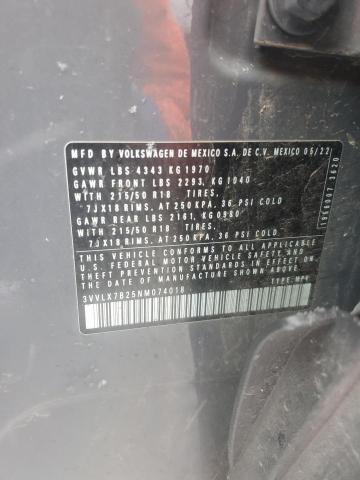 MFD BY VOLKSWAGEN DE MEXICO S.A. DE C.V. MEXICO 05/22
GVWR LBS 4343 KG 1970
GAWR FRONT LBS 2293, KG 1040
WITH 215/50 R18 TIRES,
7JX18 RIMS, AT 250 KPA, 36 PSI COLD
GAWR REAR LBS 2161, KG 0980
WITH 215/50 R18 TIRES,
7JX18 RIMS, AT 250 KPA, 36 PSI COLD
THIS VEHICLE CONFORMS TO ALL APPLICABLE
FEDERAL MOTOR VEHICLE SAFETY AND
THEFT PREVENTION STANDARDS IN EFFECT ON THE
DATE OF MANUFACTURE SHOWN ABOVE.
3VVLX7B25NM074018
TYPE: